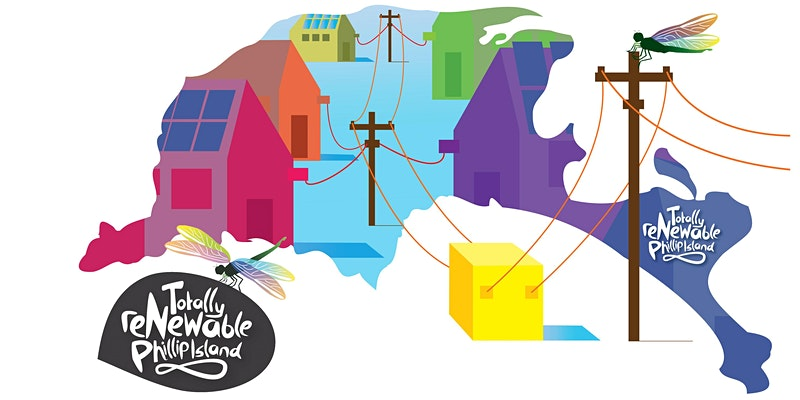 Totally
reNewable
Phillip Island
Totally
reNewable
Phillip Island